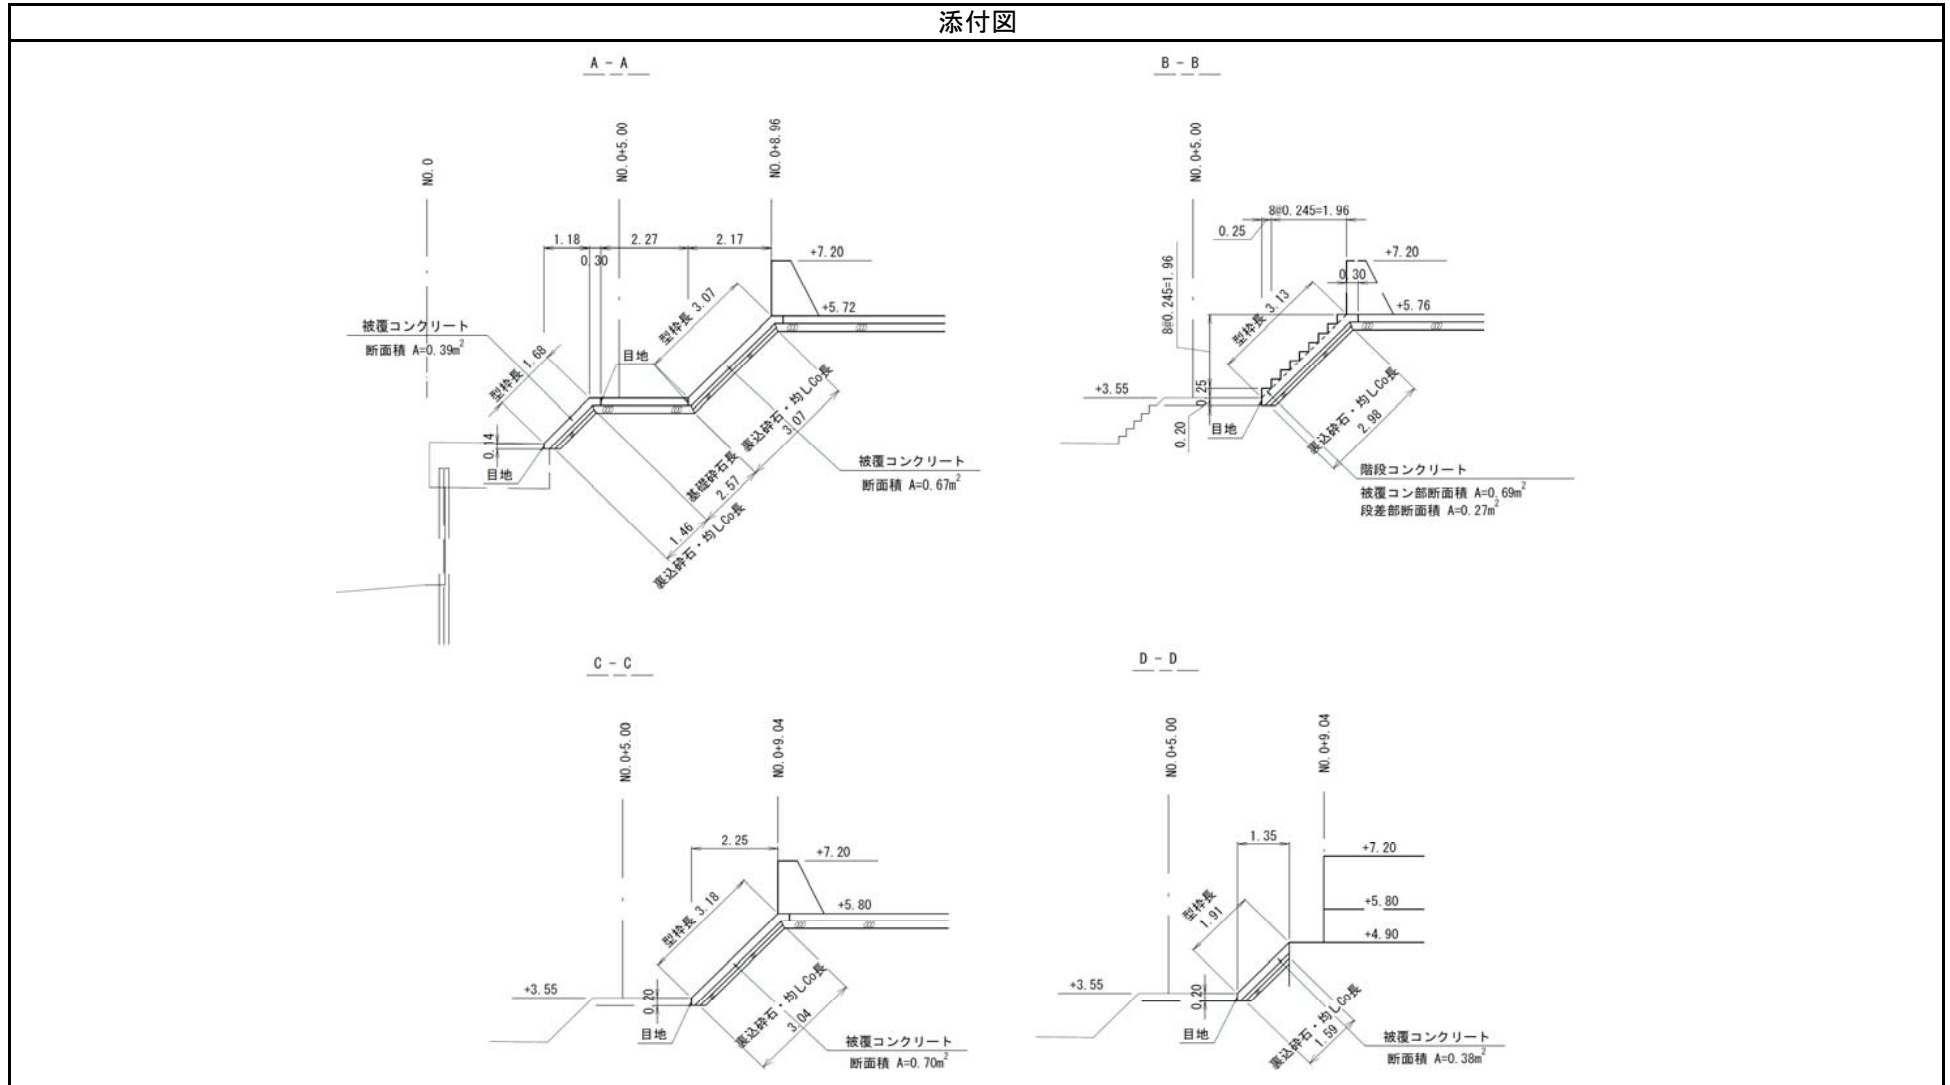 添付図
A - A
NO.0
NO.0+5.00
NO.0+8.96
1.18
0.30
2.27
2.17
+7.20
+5.72
型枠長 3.07
被覆コンクリート
断面積 A=0.39m²
型枠長 1.68
目地
0.14
目地
裏込砕石・均しCo長
3.07
基礎砕石長
2.57
1.46
裏込砕石・均しCo長
被覆コンクリート
断面積 A=0.67m²
B - B
NO.0+5.00
8@0.245=1.96
0.25
8@0.245=1.96
+7.20
0.30
+5.76
型枠長 3.13
+3.55
0.25
0.20
目地
裏込砕石・均しCo長
2.98
階段コンクリート
被覆コン部断面積 A=0.69m²
段差部断面積 A=0.27m²
C - C
NO.0+5.00
NO.0+9.04
2.25
+7.20
+5.80
型枠長 3.18
+3.55
0.20
目地
裏込砕石・均しCo長
3.04
被覆コンクリート
断面積 A=0.70m²
D - D
NO.0+5.00
NO.0+9.04
1.35
+7.20
+5.80
+4.90
型枠長
1.91
+3.55
0.20
目地
裏込砕石・均しCo長
1.59
被覆コンクリート
断面積 A=0.38m²